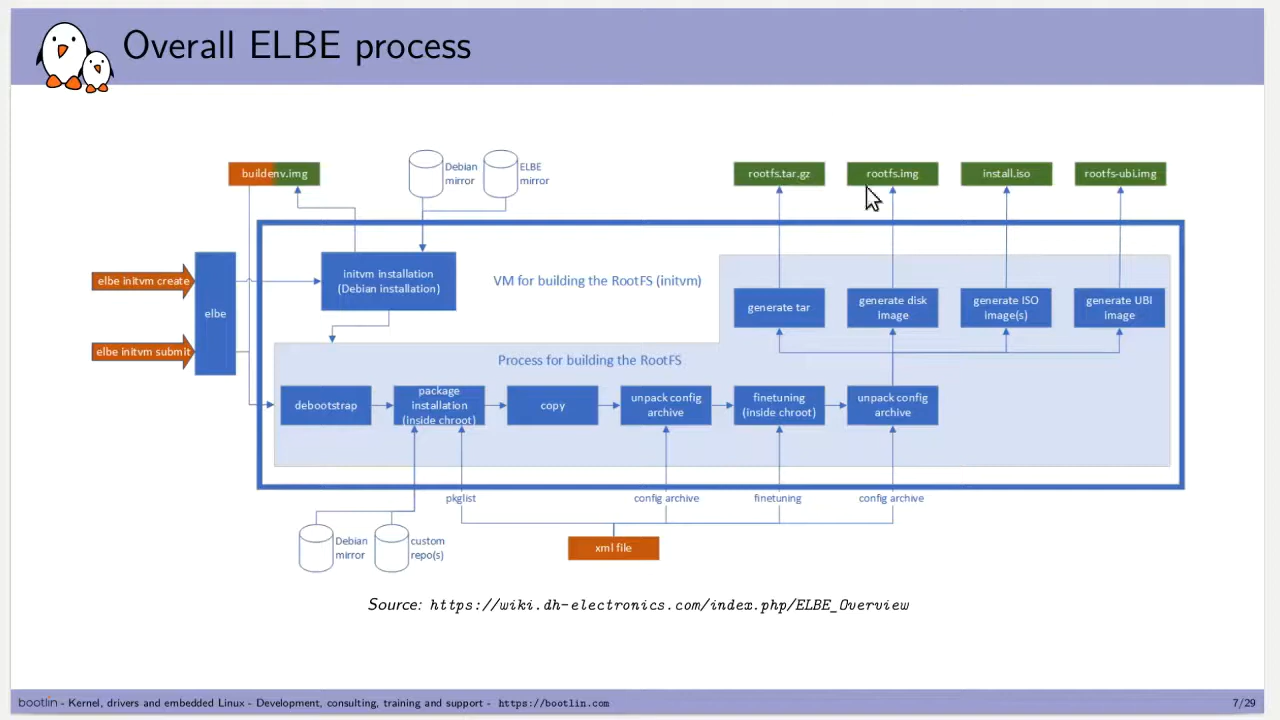 Overall ELBE process
buildenv.img
Debian
mirror
ELBE
mirror
rootfs.tar.gz
rootfs.img
install.iso
rootfs-ubi.img
elbe initvm create
elbe initvm submit
elbe
initvm installation
(Debian installation)
VM for building the RootFS (initvm)
generate tar
generate disk
image
generate ISO
image(s)
generate UBI
image
Process for building the RootFS
debootstrap
package
installation
(inside chroot)
copy
unpack config
archive
finetuning
(inside chroot)
unpack config
archive
pkglist
config archive
finetuning
config archive
Debian
mirror
custom
repo(s)
xml file
Source: https://wiki.dh-electronics.com/index.php/ELBE_Overview
bootlin - Kernel, drivers and embedded Linux - Development, consulting, training and support - https://bootlin.com
7/29